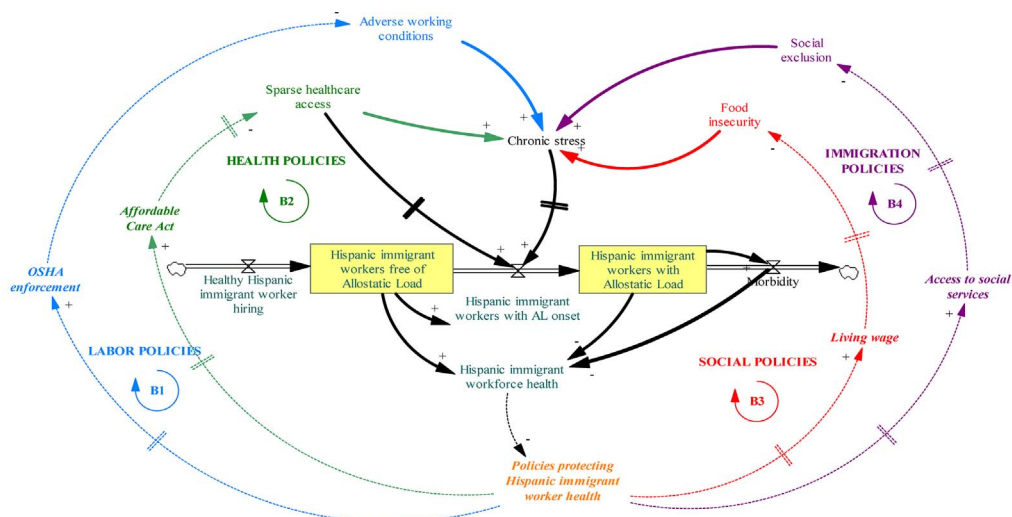 Adverse working
conditions
Social
exclusion
Sparse healthcare
access
Food
insecurity
Chronic stress
HEALTH POLICIES
B2
IMMIGRATION
POLICIES
B4
Affordable
Care Act
OSHA
enforcement
Healthy Hispanic
immigrant worker
hiring
Hispanic immigrant
workers free of
Allostatic Load
Hispanic immigrant
workers with AL onset
Hispanic immigrant
workers with
Allostatic Load
Morbidity
Access to social
services
Living wage
LABOR POLICIES
B1
Hispanic immigrant
workforce health
SOCIAL POLICIES
B3
Policies protecting
Hispanic immigrant
worker health